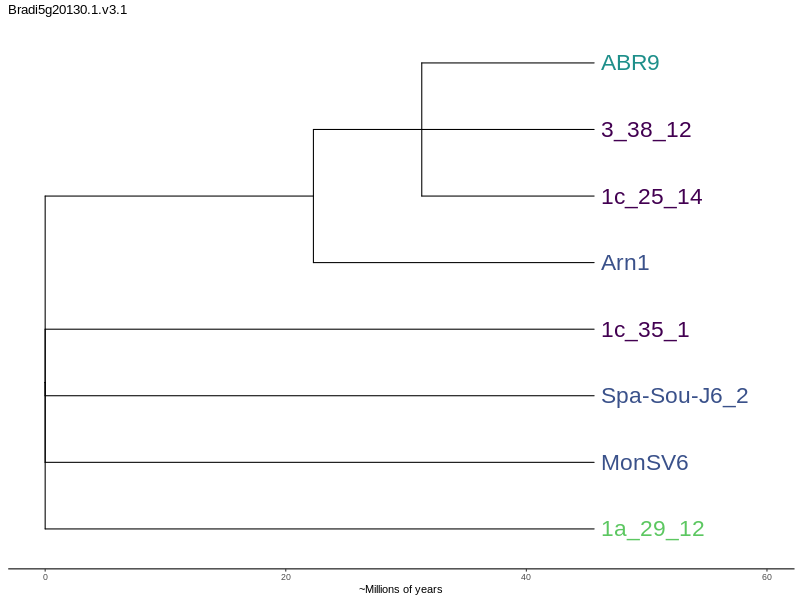 Bradi5g20130.1.v3.1
ABR9
3_38_12
1c_25_14
Arn1
1c_35_1
Spa-Sou-J6_2
MonSV6
1a_29_12
0 20 40 60
~Millions of years